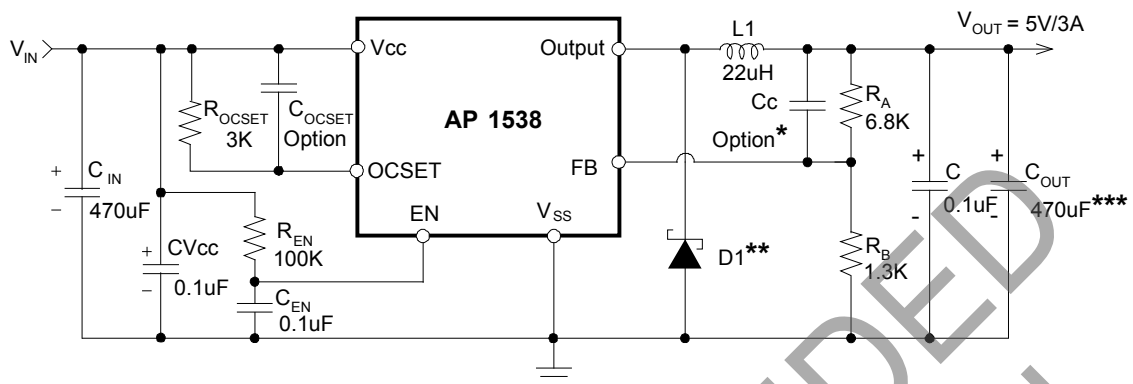 V_OUT = 5V/3A
V_IN
Vcc
Output
L1
22uH
R_OCSET
3K
C_OCSET
Option
AP 1538
Cc
Option*
R_A
6.8K
OCSET
FB
C_IN
470uF
EN
V_SS
+
-
C
0.1uF
+
-
C_OUT
470uF***
+
−
CVcc
0.1uF
+
−
R_EN
100K
D1**
R_B
1.3K
C_EN
0.1uF